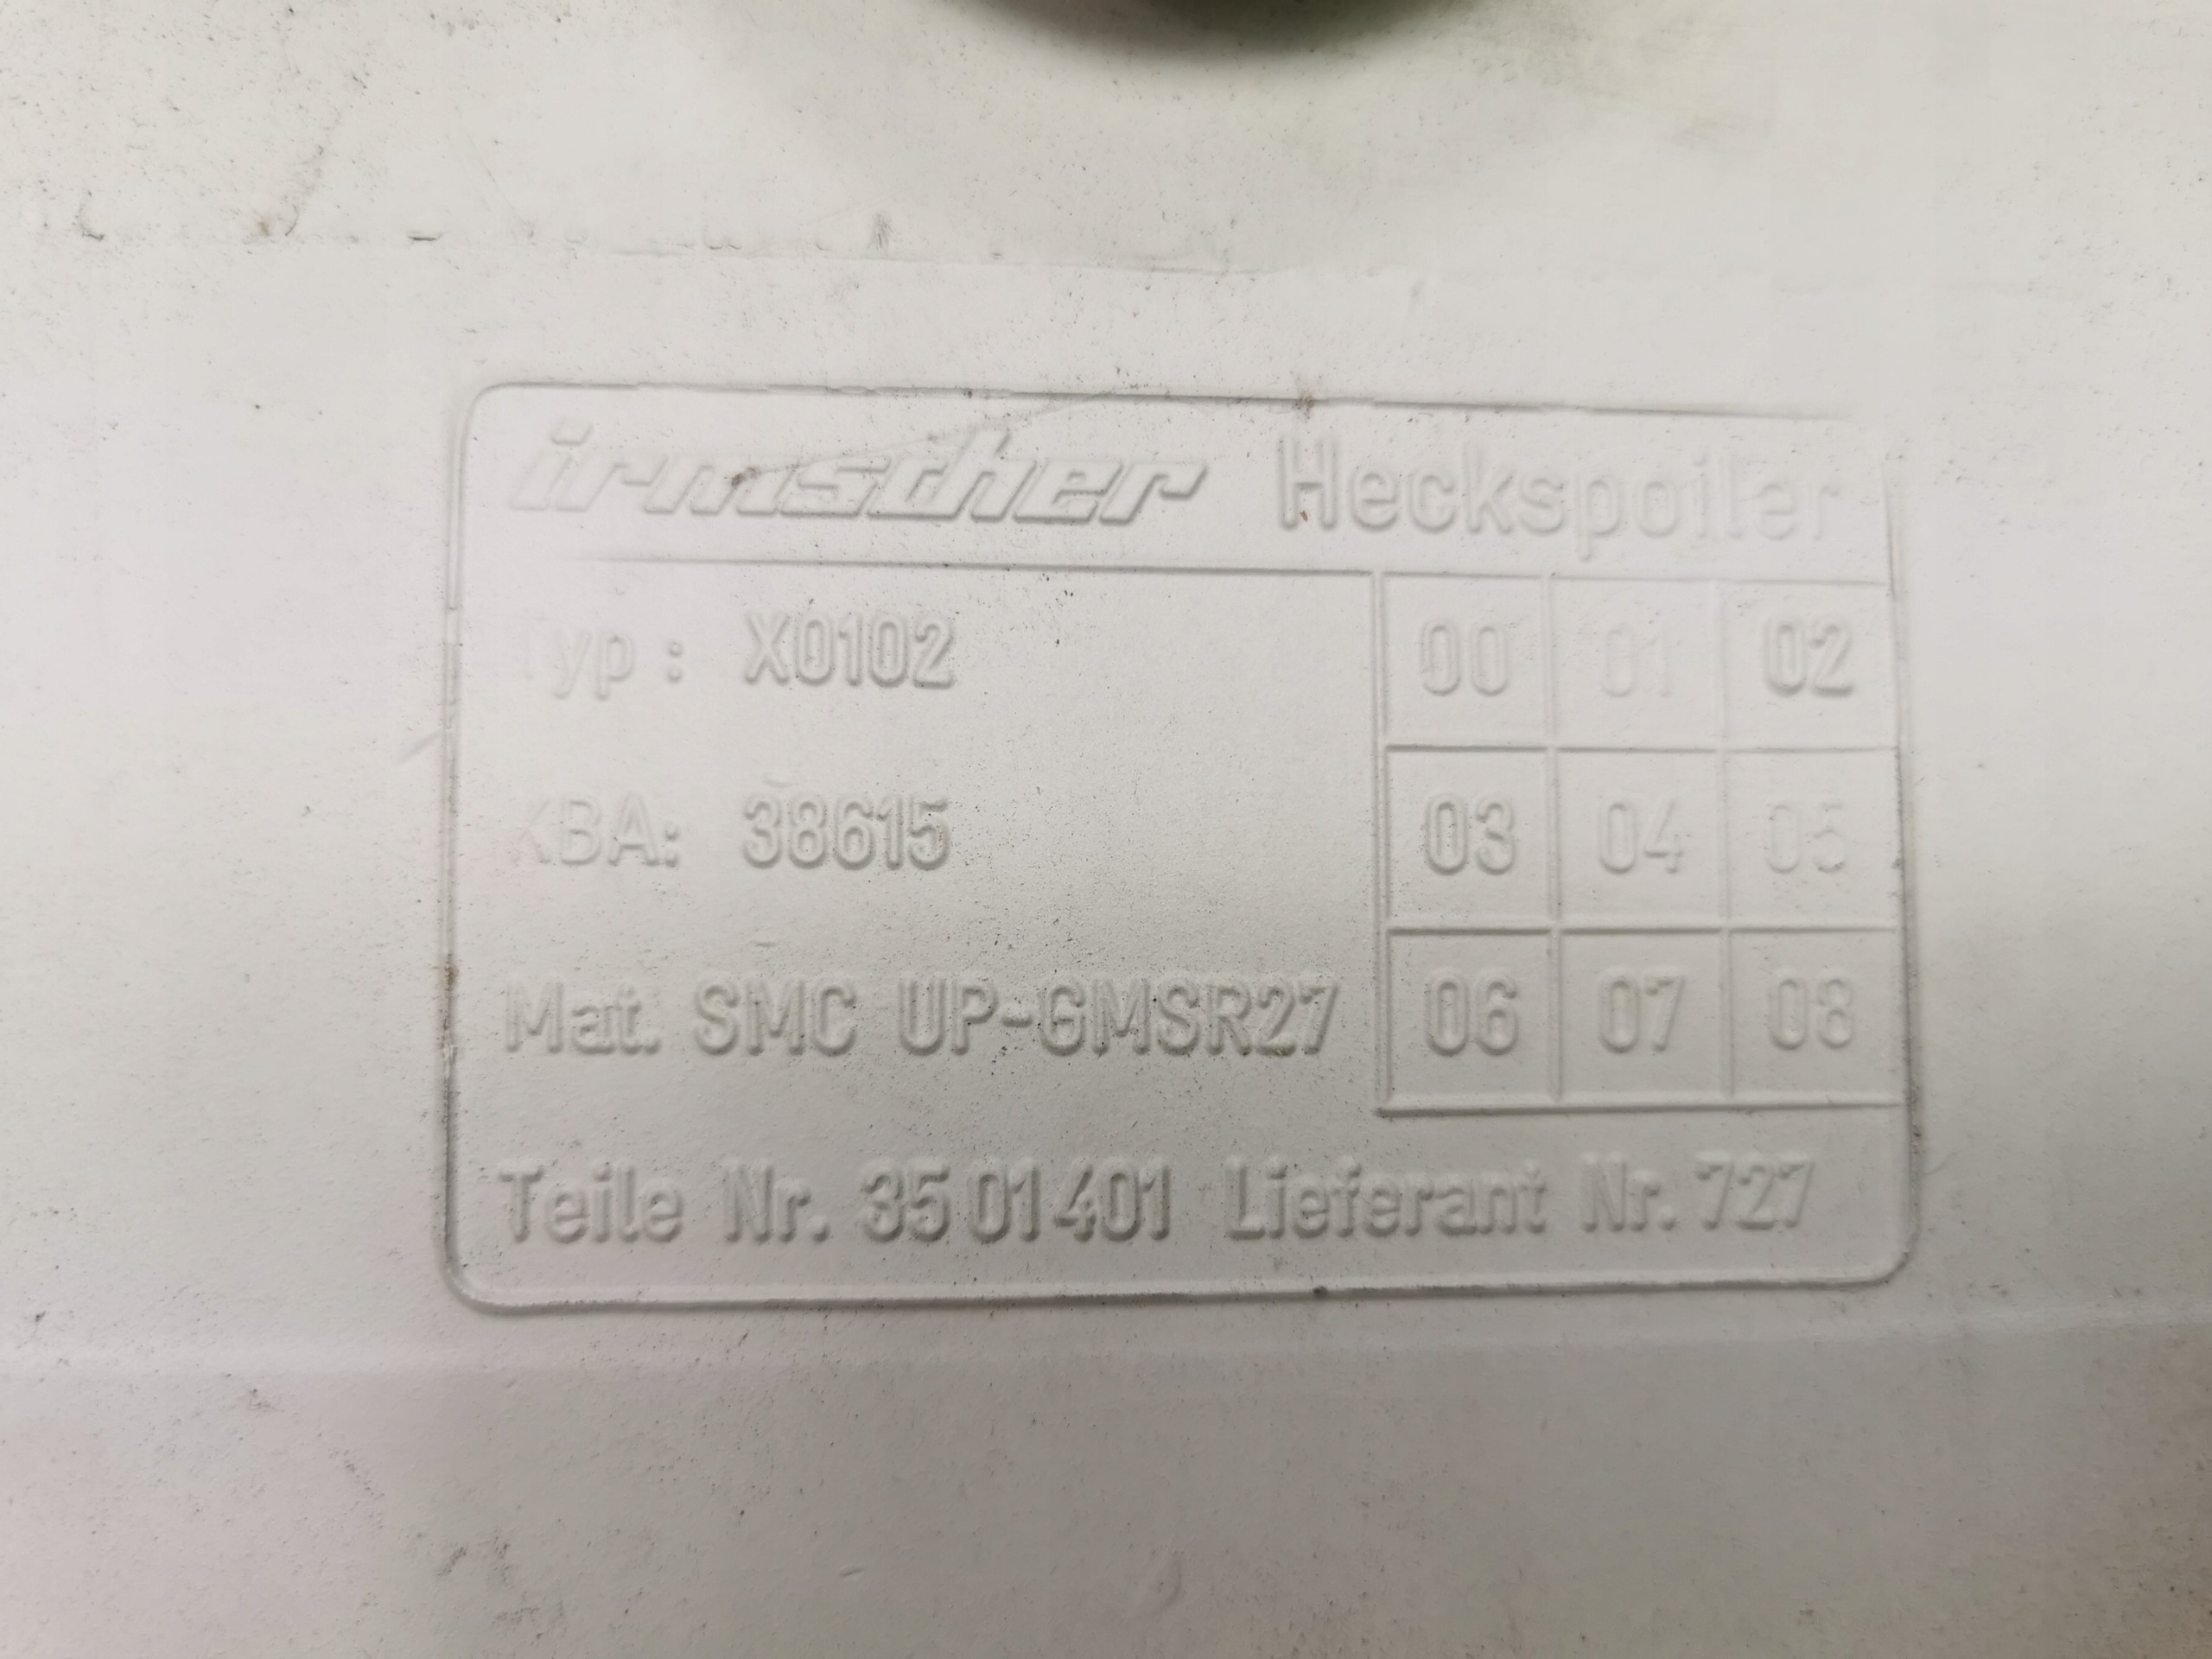 irmscher Heckspoiler
Typ: X0102
00 01 02
KBA: 38615
03 04 05
Mat. SMC UP-GMSR27
06 07 08
Teile Nr. 35 01 401 Lieferant Nr. 727